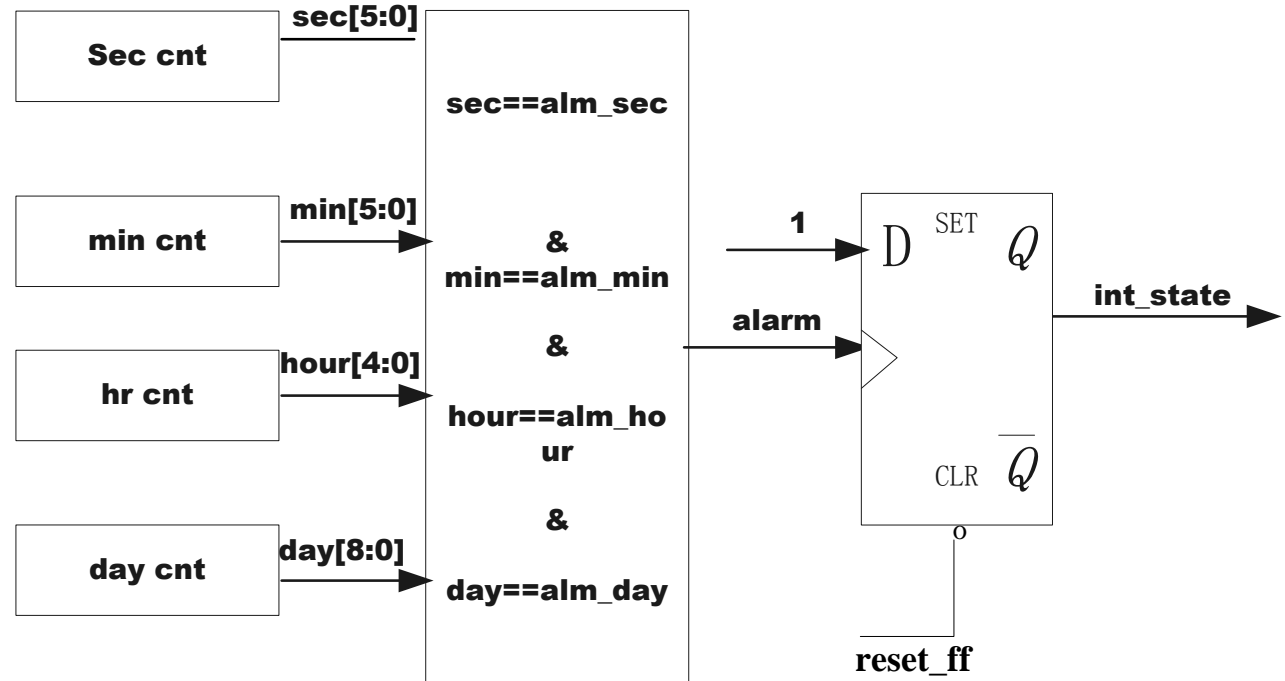 Sec cnt
sec[5:0]
min cnt
min[5:0]
hr cnt
hour[4:0]
day cnt
day[8:0]
sec==alm_sec
&
min==alm_min
&
hour==alm_ho
ur
&
day==alm_day
1
alarm
D
SET
Q
CLR
Q
int_state
reset_ff